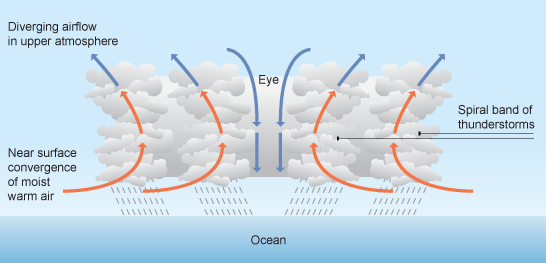 Diverging airflow
in upper atmosphere
Eye
Spiral band of
thunderstorms
Near surface
convergence
of moist
warm air
Ocean